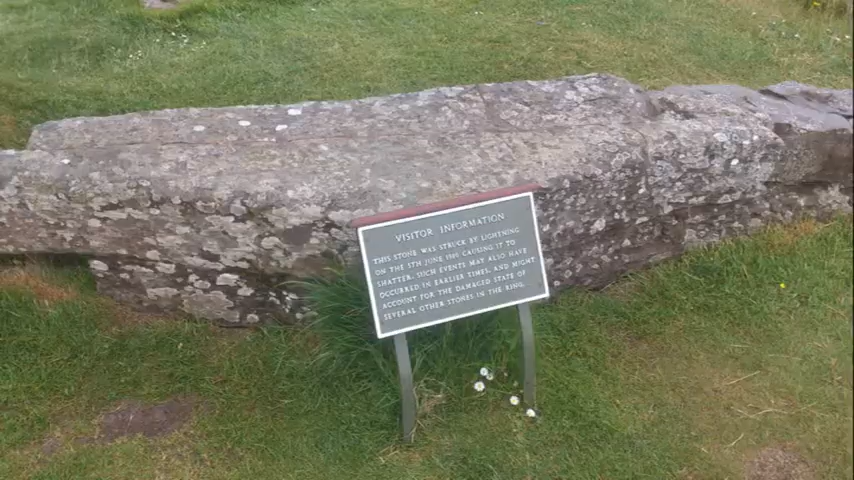 VISITOR INFORMATION
THIS STONE WAS STRUCK BY LIGHTNING
ON THE 5TH JUNE 1980 CAUSING IT TO
SHATTER. SUCH EVENTS MAY ALSO HAVE
OCCURRED IN EARLIER TIMES, AND MIGHT
ACCOUNT FOR THE DAMAGED STATE OF
SEVERAL OTHER STONES IN THE RING.